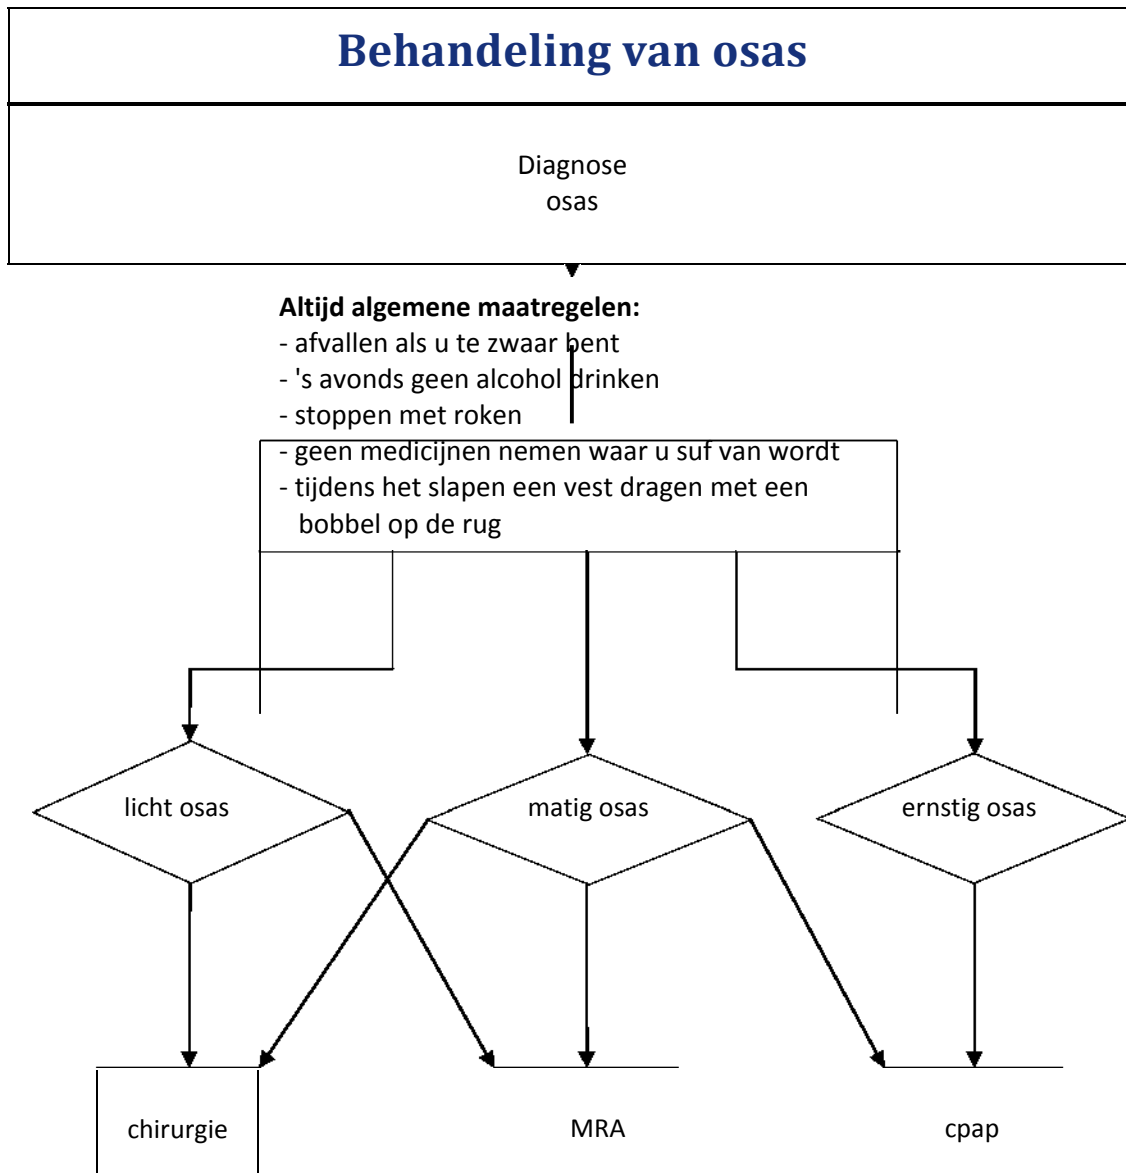 Behandeling van osas
Diagnose
osas
Altijd algemene maatregelen:
- afvallen als u te zwaar bent
- 's avonds geen alcohol drinken
- stoppen met roken
- geen medicijnen nemen waar u suf van wordt
- tijdens het slapen een vest dragen met een
bobbel op de rug
licht osas
matig osas
ernstig osas
chirurgie
MRA
cpap